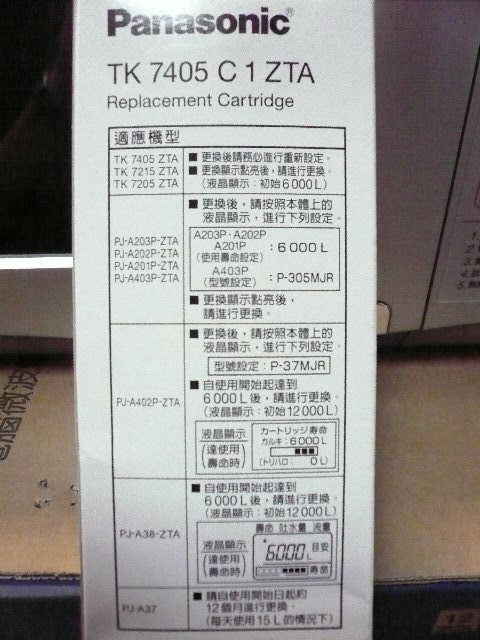 Panasonic
TK 7405 C 1 ZTA
Replacement Cartridge
適應機型
TK 7405 ZTA
TK 7215 ZTA
TK 7205 ZTA
■ 更換後請務必進行重新設定。
■ 更換顯示點亮後，請進行更換。
（液晶顯示：初始6000L）
PJ-A203P-ZTA
PJ-A202P-ZTA
PJ-A201P-ZTA
PJ-A403P-ZTA
■ 更換後，請按照本體上的
液晶顯示，進行下列設定。
A203P・A202P
A201P
（使用壽命設定）
：6000L
A403P
（型號設定）
：P-305MJR
■ 更換顯示點亮後，
請進行更換。
PJ-A402P-ZTA
■ 更換後，請按照本體上的
液晶顯示，進行下列設定。
型號設定：P-37MJR
■ 自使用開始起達到
6000L後，請進行更換。
（液晶顯示：初始12000L）
液晶顯示
（達使用
壽命時）
カートリッジ寿命
カルキ：6000L
（トリハロ：0L）
PJ-A38-ZTA
■ 自使用開始起達到
6000L後，請進行更換。
（液晶顯示：初始12000L）
液晶顯示
（達使用
壽命時）
壽命 吐水量 流量
6000L 目安
壽命
PJ-A37
■ 請自使用開始日起約
12個月進行更換。
（每天使用15L的情況下）